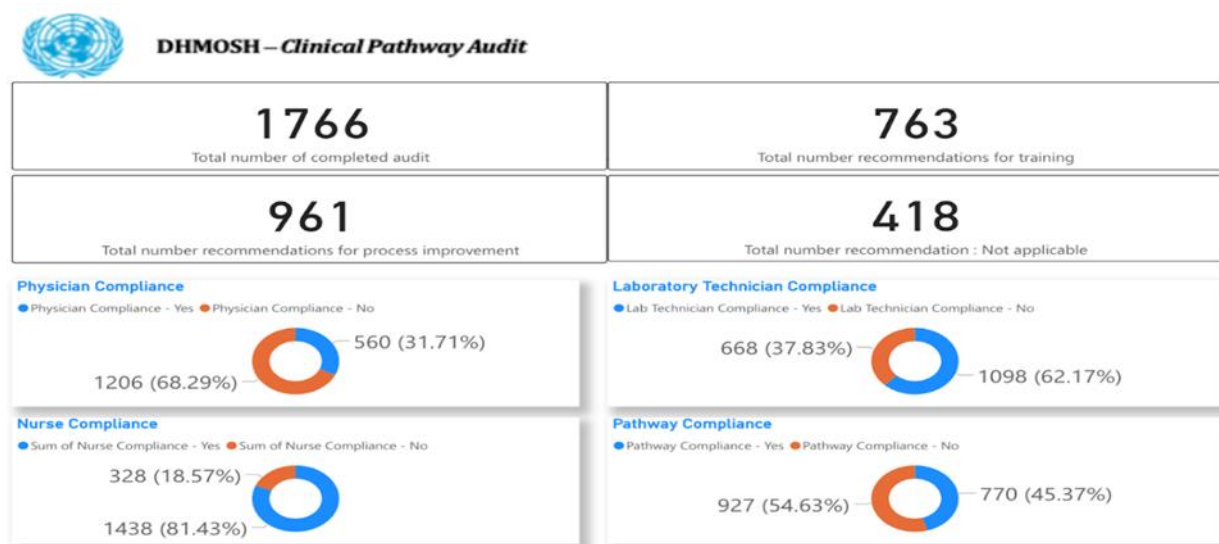 DHMOSH – Clinical Pathway Audit
1766
Total number of completed audit
763
Total number recommendations for training
961
Total number recommendations for process improvement
418
Total number recommendation : Not applicable
Physician Compliance
Physician Compliance - Yes Physician Compliance - No
560 (31.71%)
1206 (68.29%)
Laboratory Technician Compliance
Lab Technician Compliance - Yes Lab Technician Compliance - No
668 (37.83%)
1098 (62.17%)
Nurse Compliance
Sum of Nurse Compliance - Yes Sum of Nurse Compliance - No
328 (18.57%)
1438 (81.43%)
Pathway Compliance
Pathway Compliance - Yes Pathway Compliance - No
770 (45.37%)
927 (54.63%)